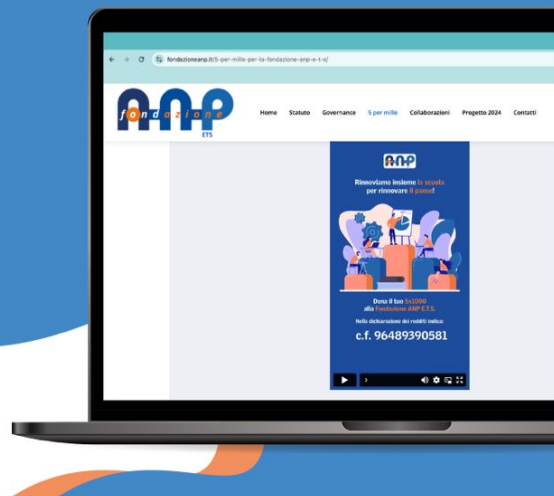 fondazioneanp.it/5-per-mille-per-la-fondazione-anp-e-t-s/
ANP
fondazione
ETS
Home Statuto Governance 5 per mille Collaborazioni Progetto 2024 Contatti
ANP
Rinnoviamo insieme la scuola
per rinnovare il paese!
Dona il tuo 5x1000
alla Fondazione ANP E.T.S.
Nella dichiarazione dei redditi indica:
c.f. 96489390581